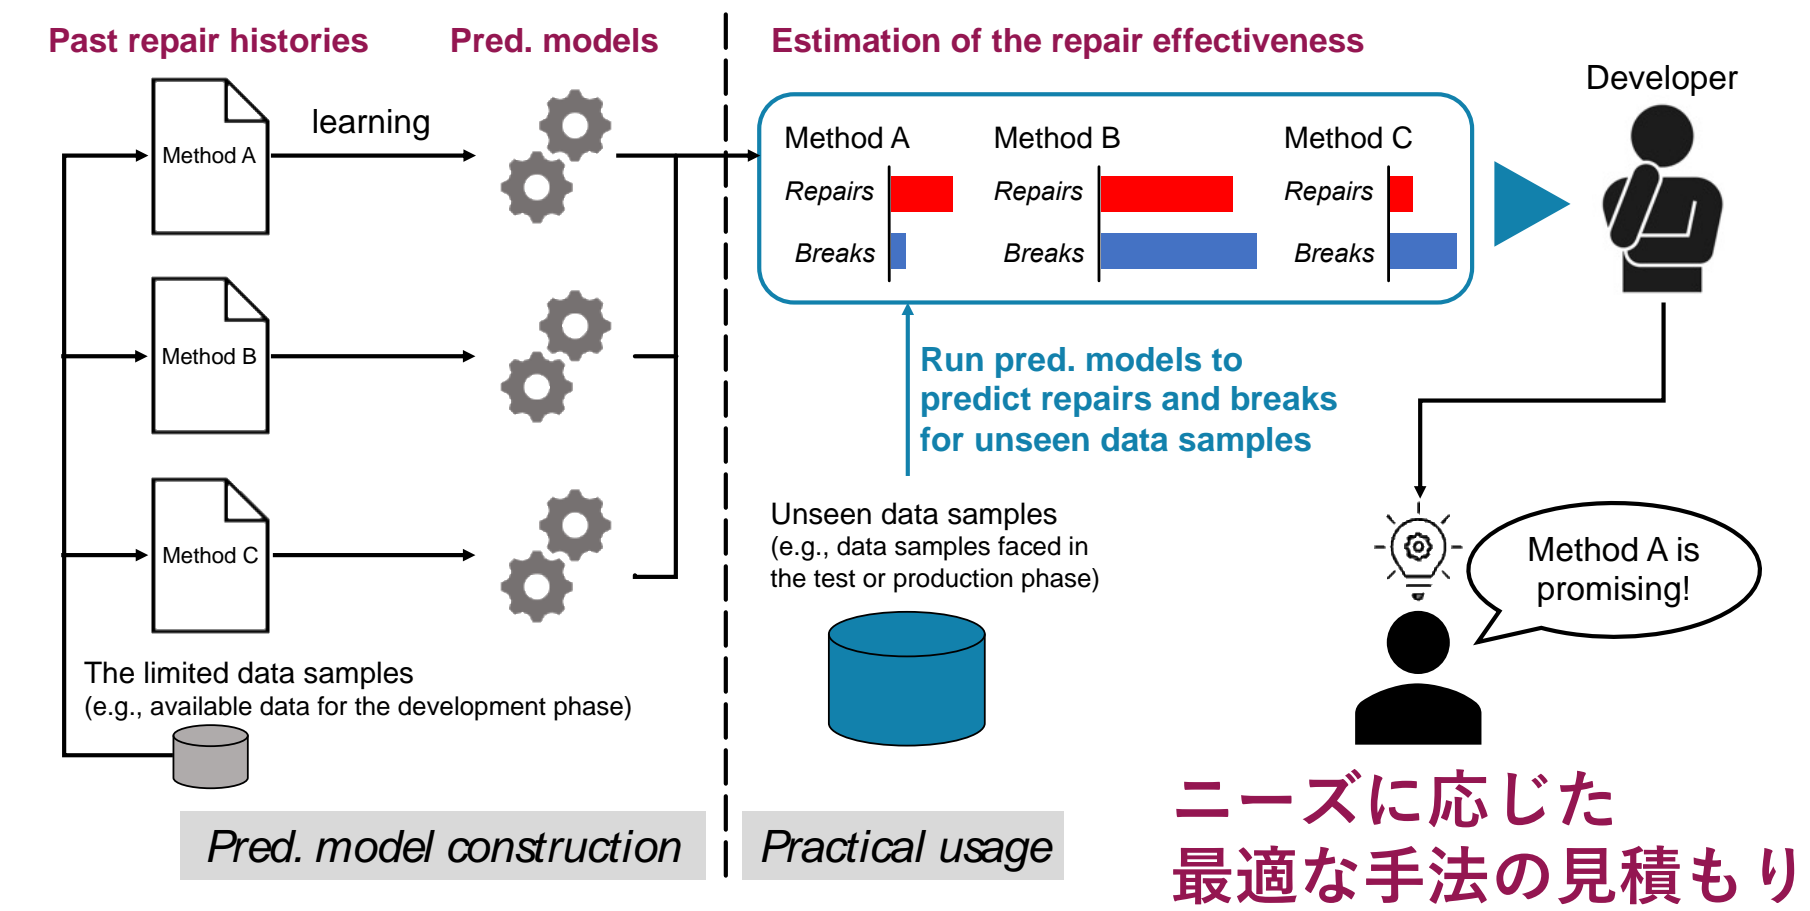 Past repair histories
Pred. models
Estimation of the repair effectiveness
Developer
learning
Method A
Method B
Method C
The limited data samples
(e.g., available data for the development phase)
Pred. model construction
Method A
Repairs
Breaks
Method B
Repairs
Breaks
Method C
Repairs
Breaks
Run pred. models to
predict repairs and breaks
for unseen data samples
Unseen data samples
(e.g., data samples faced in
the test or production phase)
Practical usage
Method A is
promising!
ニーズに応じた
最適な手法の見積もり